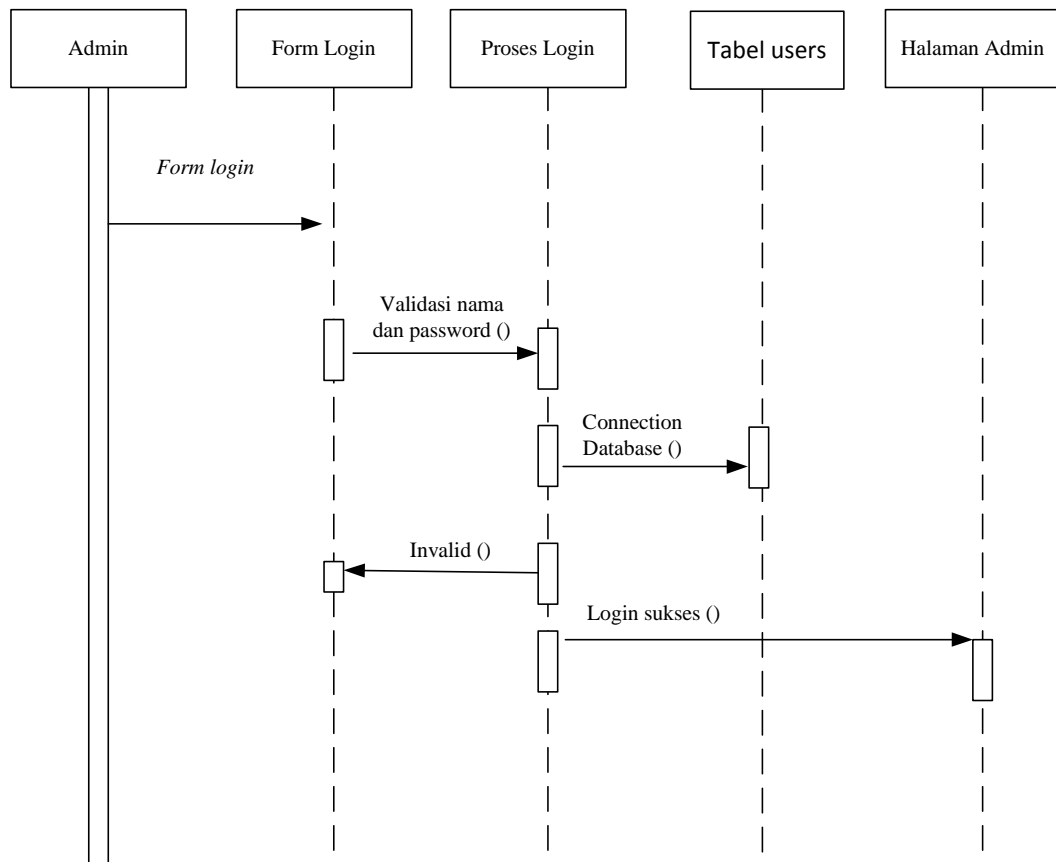 Admin
Form Login
Proses Login
Tabel users
Halaman Admin
Form login
Validasi nama
dan password ()
Connection
Database ()
Invalid ()
Login sukses ()